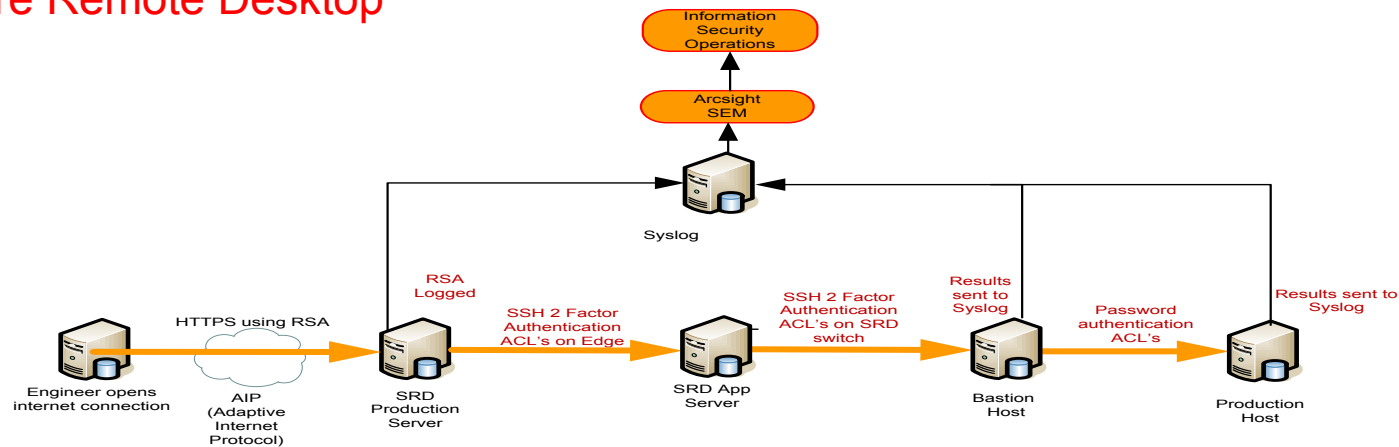 re Remote Desktop
Information
Security
Operations
Arcsight
SEM
Syslog
RSA
Logged
SSH 2 Factor
Authentication
ACL's on Edge
SSH 2 Factor
Authentication
ACL's on SRD
switch
Results
sent to
Syslog
Password
authentication
ACL's
Results sent to
Syslog
HTTPS using RSA
Engineer opens
internet connection
AIP
(Adaptive
Internet
Protocol)
SRD
Production
Server
SRD App
Server
Bastion
Host
Production
Host